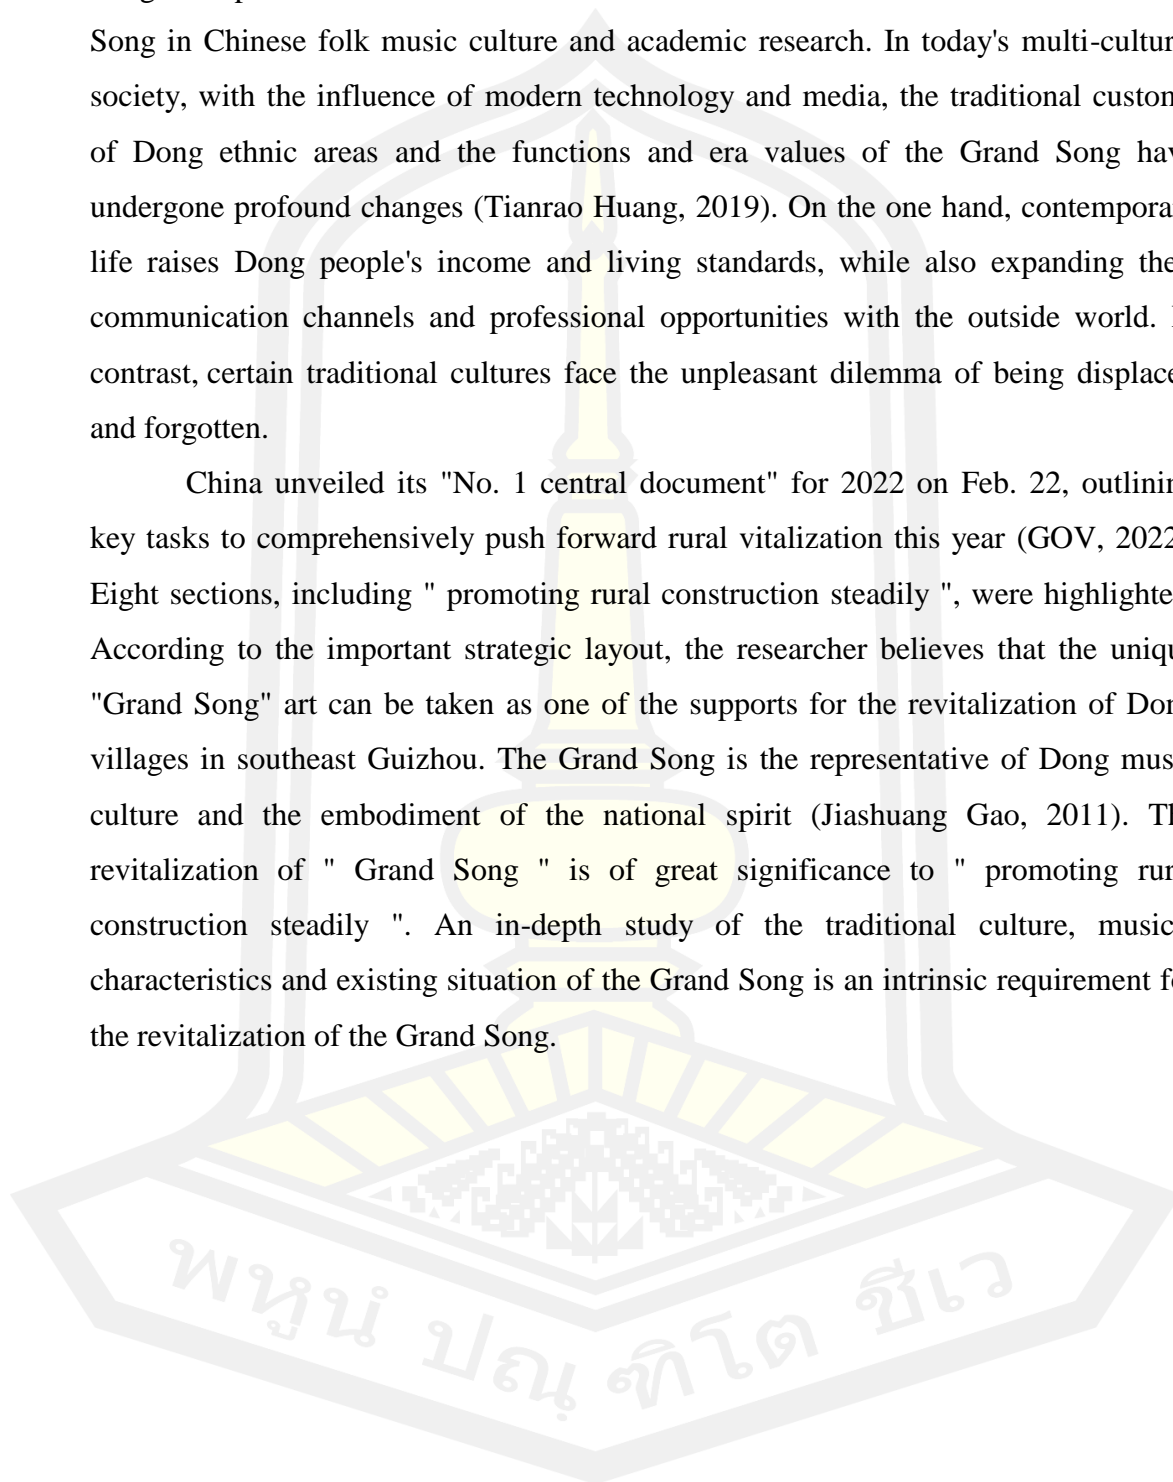 Song in Chinese folk music culture and academic research. In today's multi-cultur
society, with the influence of modern technology and media, the traditional custom
of Dong ethnic areas and the functions and era values of the Grand Song hav
undergone profound changes (Tianrao Huang, 2019). On the one hand, contempora
life raises Dong people's income and living standards, while also expanding the
communication channels and professional opportunities with the outside world.
contrast, certain traditional cultures face the unpleasant dilemma of being displace
and forgotten.
China unveiled its "No. 1 central document" for 2022 on Feb. 22, outlinin
key tasks to comprehensively push forward rural vitalization this year (GOV, 2022
Eight sections, including " promoting rural construction steadily ", were highlighte
According to the important strategic layout, the researcher believes that the uniqu
"Grand Song" art can be taken as one of the supports for the revitalization of Don
villages in southeast Guizhou. The Grand Song is the representative of Dong mus
culture and the embodiment of the national spirit (Jiashuang Gao, 2011). Th
revitalization of " Grand Song " is of great significance to " promoting rur
construction steadily ". An in-depth study of the traditional culture, music
characteristics and existing situation of the Grand Song is an intrinsic requirement fo
the revitalization of the Grand Song.
พหูนํ ปณฺฑิโต ชีเว